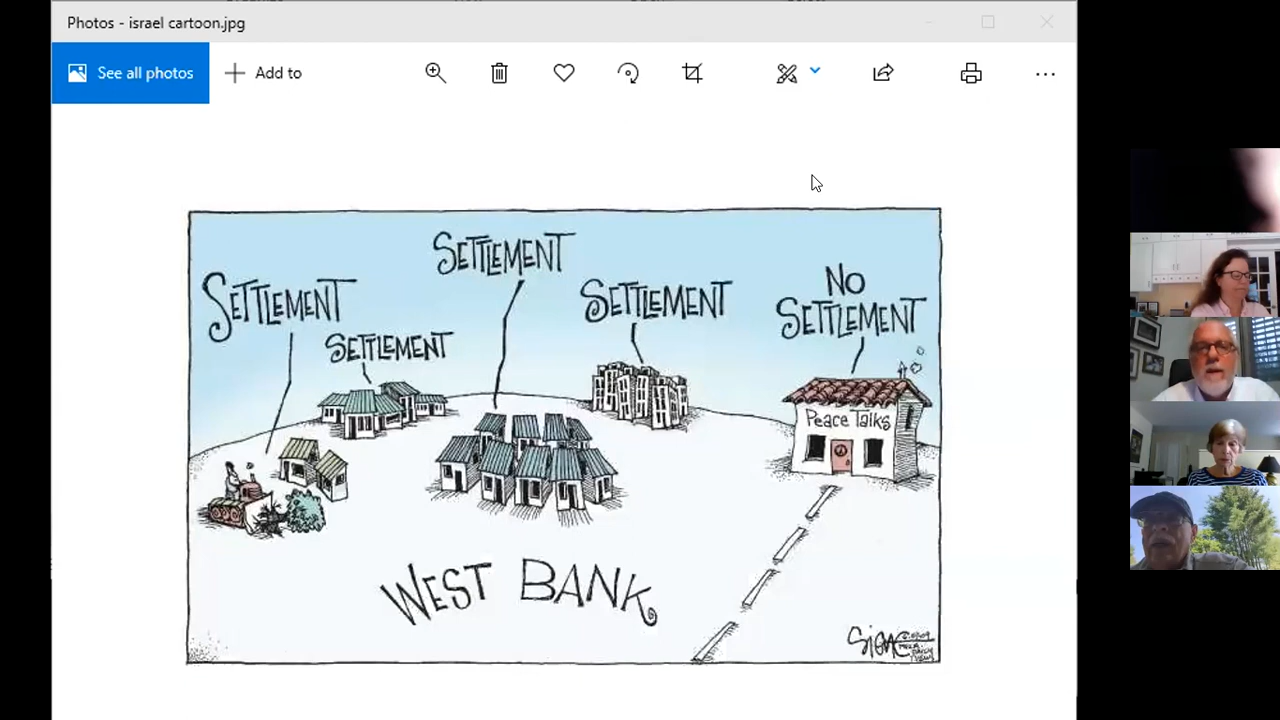 Photos - israel cartoon.jpg
See all photos
Add to
SETTLEMENT
SETTLEMENT
SETTLEMENT
SETTLEMENT
NO
SETTLEMENT
Peace Talks
WEST BANK